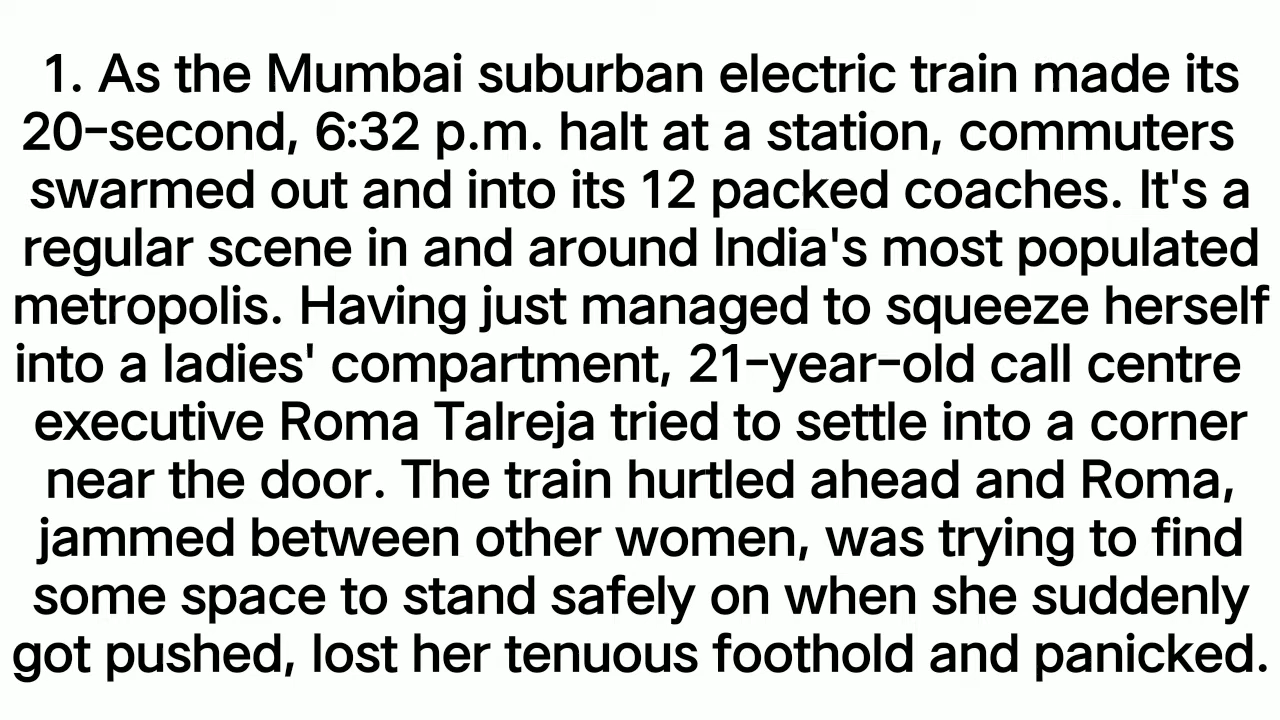 1. As the Mumbai suburban electric train made its
20-second, 6:32 p.m. halt at a station, commuters
swarmed out and into its 12 packed coaches. It's a
regular scene in and around India's most populated
metropolis. Having just managed to squeeze herself
into a ladies' compartment, 21-year-old call centre
executive Roma Talreja tried to settle into a corner
near the door. The train hurtled ahead and Roma,
jammed between other women, was trying to find
some space to stand safely on when she suddenly
got pushed, lost her tenuous foothold and panicked.